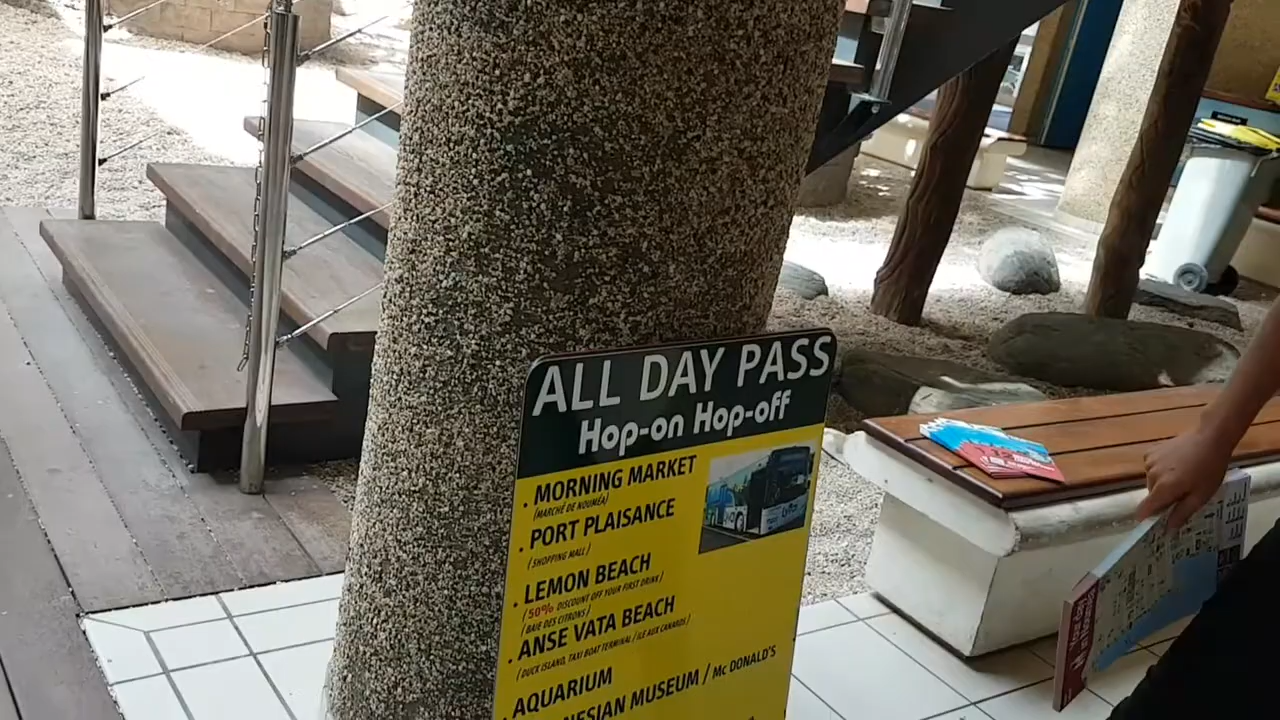 ALL DAY PASS
Hop-on Hop-off
• MORNING MARKET
(MARCHÉ DE NOUMÉA)
• PORT PLAISANCE
(SHOPPING MALL)
• LEMON BEACH
(50% DISCOUNT OFF YOUR FIRST DRINK)
(BAIE DES CITRONS)
• ANSE VATA BEACH
(DUCK ISLAND, TAXI BOAT TERMINAL / ILE AUX CANARDS)
AQUARIUM
NESIAN MUSEUM / Mc DONALD'S